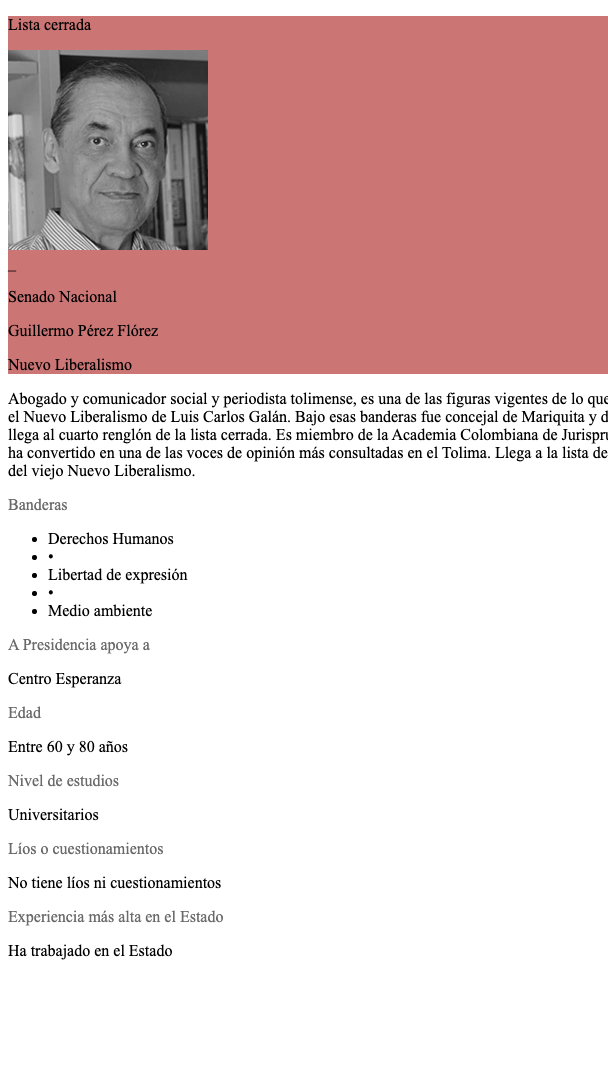 Lista cerrada
_
Senado Nacional
Guillermo Pérez Flórez
Nuevo Liberalismo
Abogado y comunicador social y periodista tolimense, es una de las figuras vigentes de lo que
el Nuevo Liberalismo de Luis Carlos Galán. Bajo esas banderas fue concejal de Mariquita y d
llega al cuarto renglón de la lista cerrada. Es miembro de la Academia Colombiana de Jurispru
ha convertido en una de las voces de opinión más consultadas en el Tolima. Llega a la lista de
del viejo Nuevo Liberalismo.
Banderas
• Derechos Humanos
• •
• Libertad de expresión
• •
• Medio ambiente
A Presidencia apoya a
Centro Esperanza
Edad
Entre 60 y 80 años
Nivel de estudios
Universitarios
Líos o cuestionamientos
No tiene líos ni cuestionamientos
Experiencia más alta en el Estado
Ha trabajado en el Estado